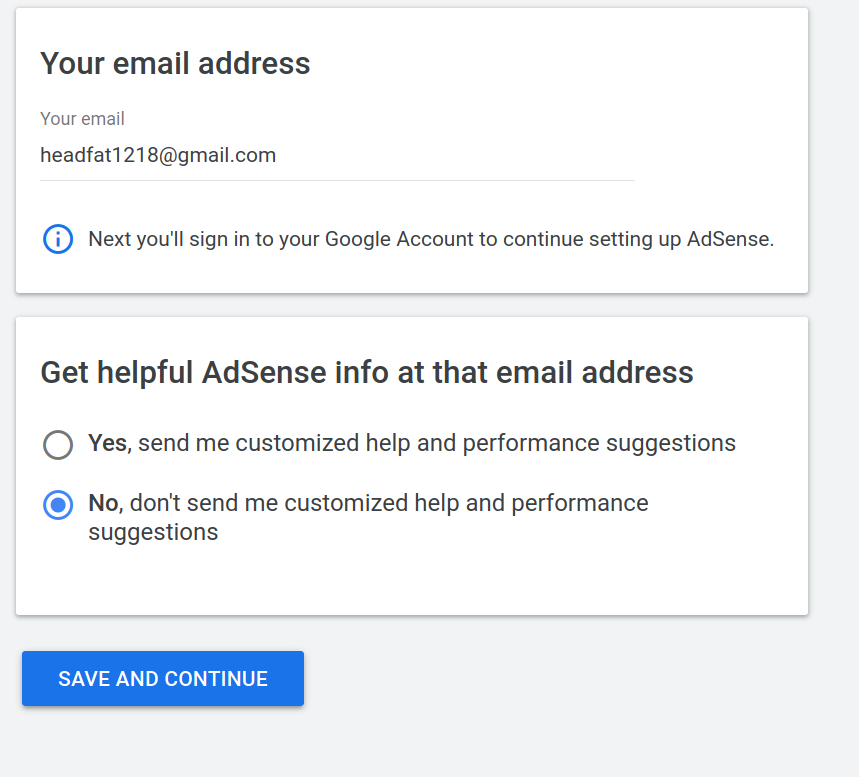 Your email address
Your email
headfat1218@gmail.com
Next you'll sign in to your Google Account to continue setting up AdSense.
Get helpful AdSense info at that email address
Yes, send me customized help and performance suggestions
No, don't send me customized help and performance
suggestions
SAVE AND CONTINUE